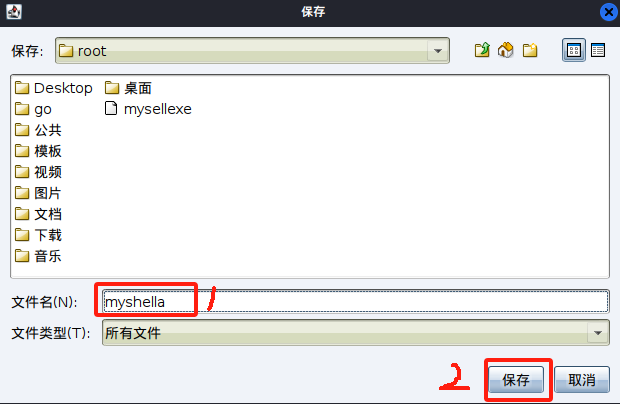 保存
保存: root
Desktop 桌面
go mysellexe
公共
模板
视频
图片
文档
下载
音乐
文件名(N): myshella 1
文件类型(T): 所有文件
2 保存 取消